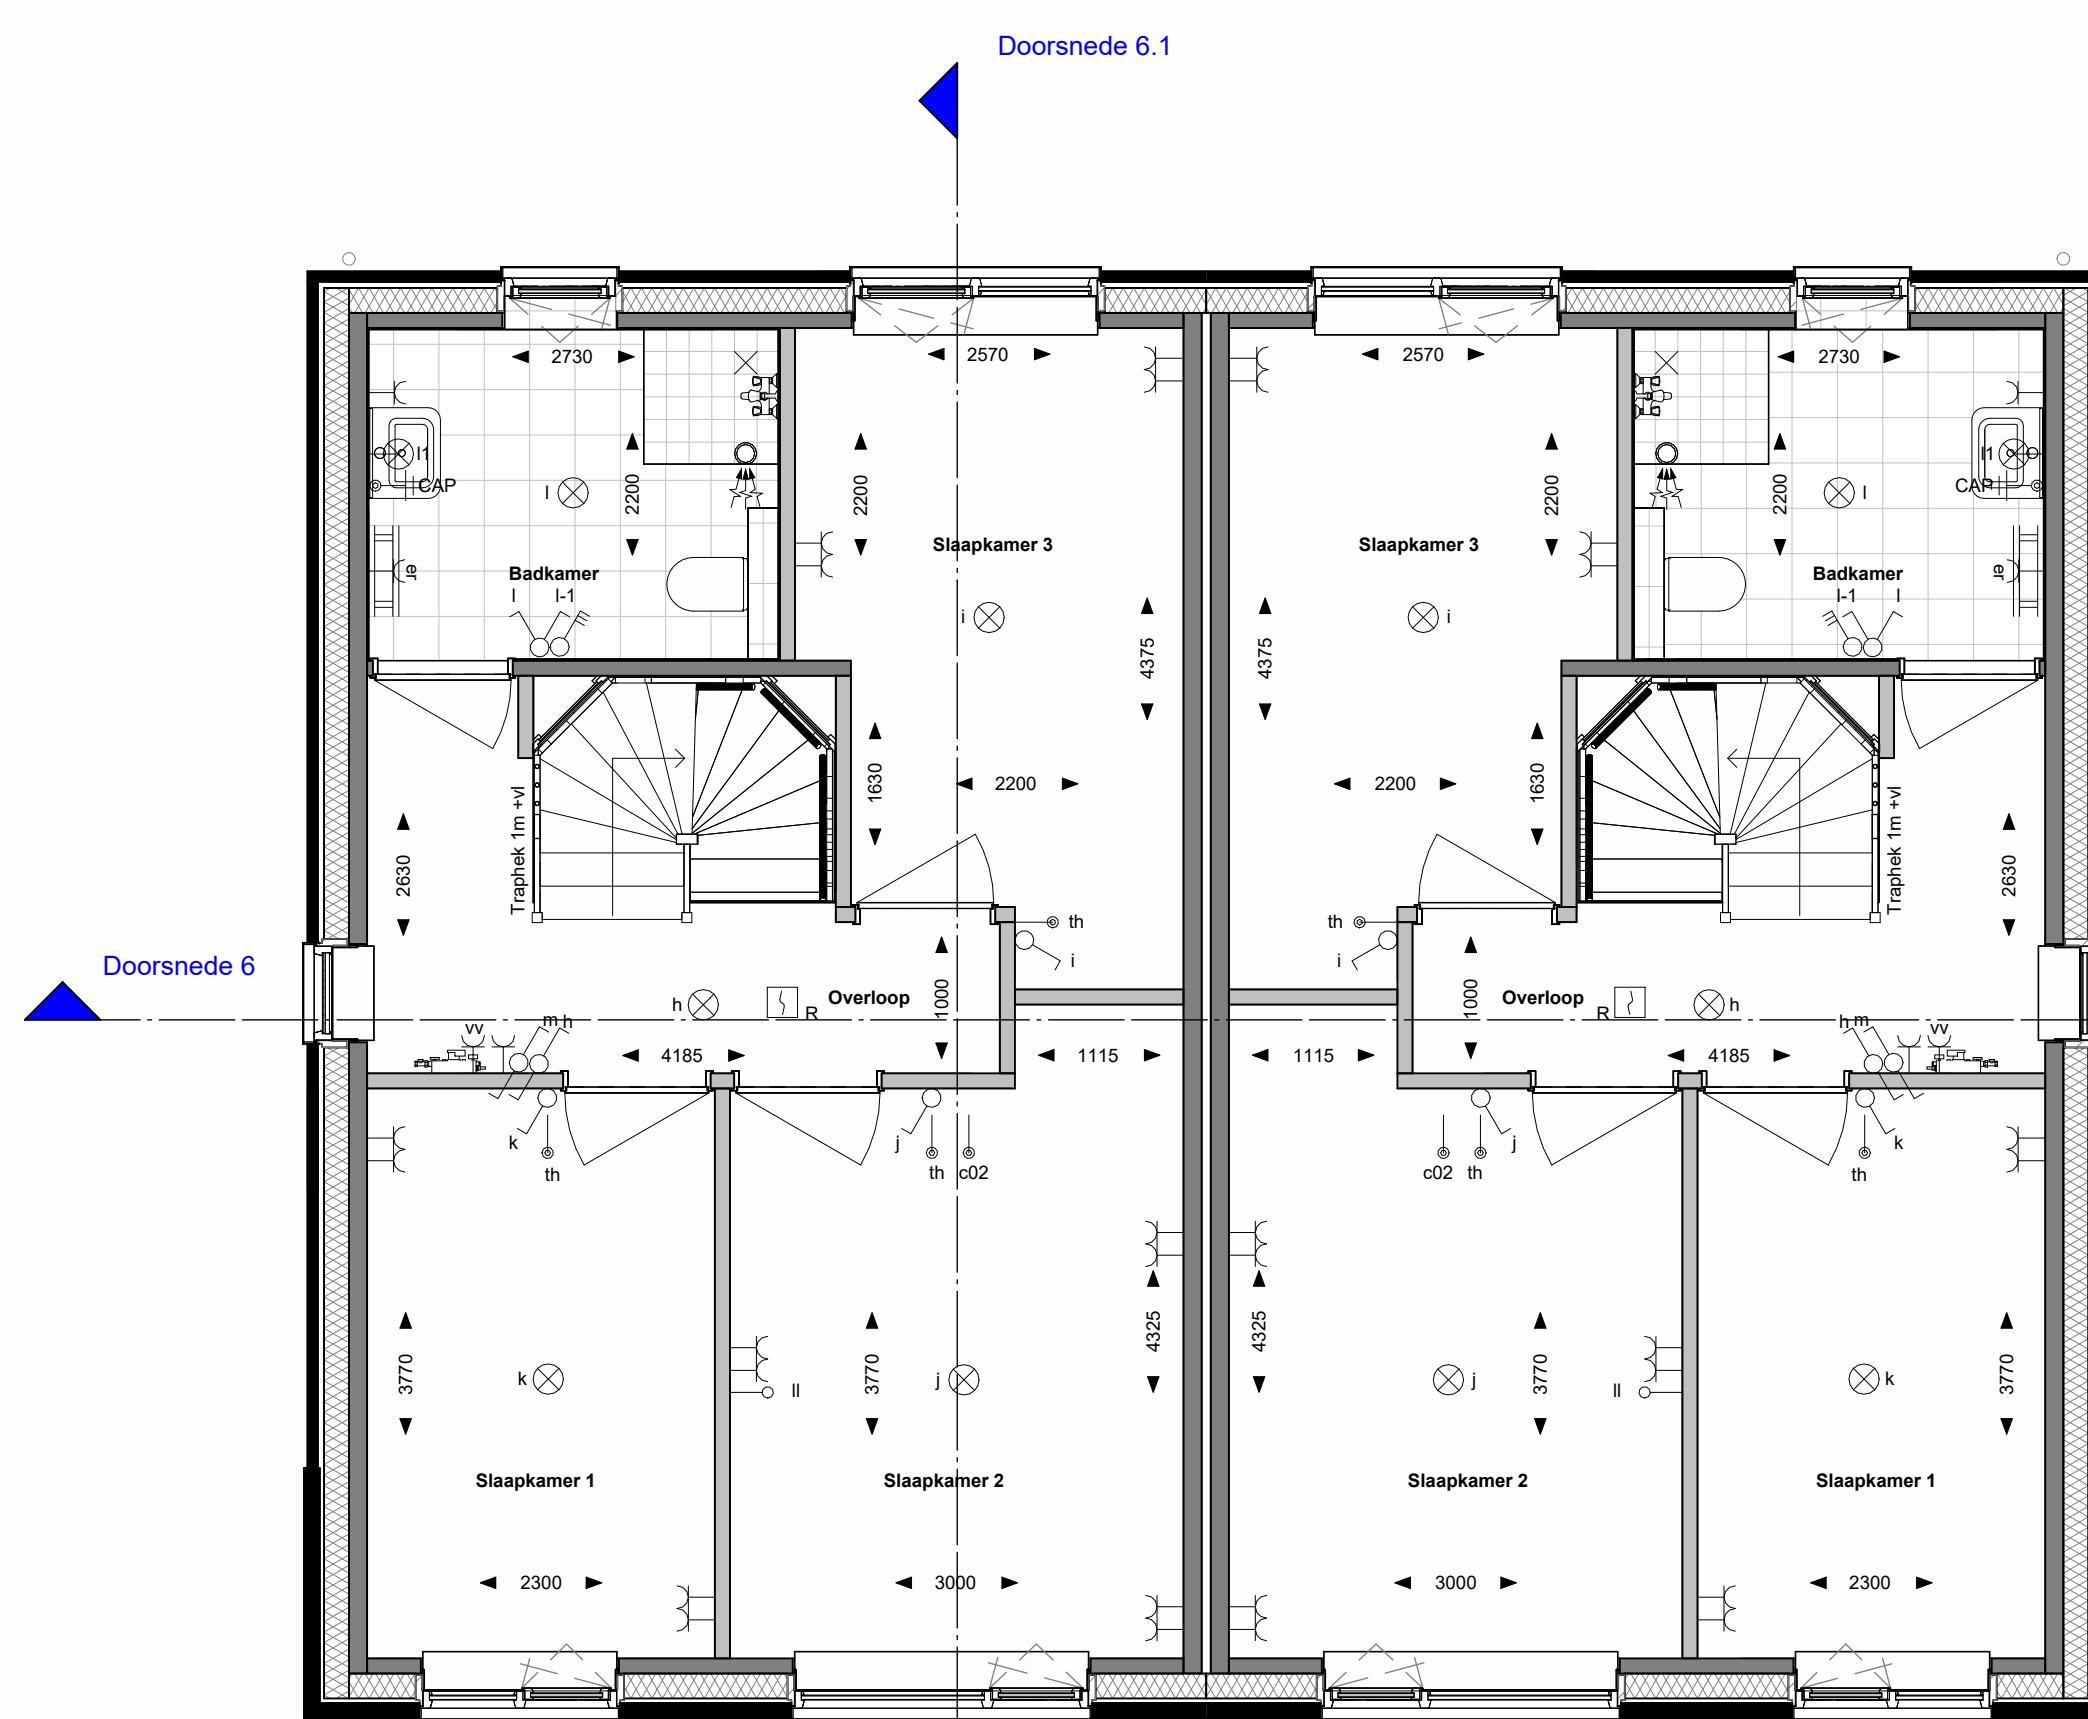 Doorsnede 6.1
2730
2570
2570
2730
l1
CAP
l
2200
2200
2200
2200
l
l1
CAP
Slaapkamer 3
Slaapkamer 3
Badkamer
er
l
l-1
i
4375
4375
i
Badkamer
er
l-1
l
1630
2200
2200
1630
Traphek 1m +vl
2630
Traphek 1m +vl
2630
th
i
th
i
Doorsnede 6
h
R
Overloop
1000
1000
Overloop
R
h
vv
m
h
4185
1115
1115
4185
h
m
vv
k
th
j
th
c02
c02
th
j
k
th
4325
4325
3770
k
3770
j
ll
j
3770
ll
k
3770
Slaapkamer 1
Slaapkamer 2
Slaapkamer 2
Slaapkamer 1
2300
3000
3000
2300